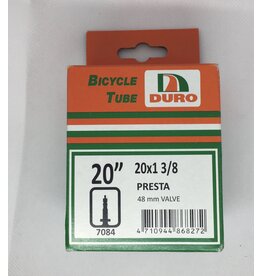 BICYCLE
TUBE
DURO
20"
20x1 3/8
PRESTA
48 mm VALVE
7084
4 710944 868272